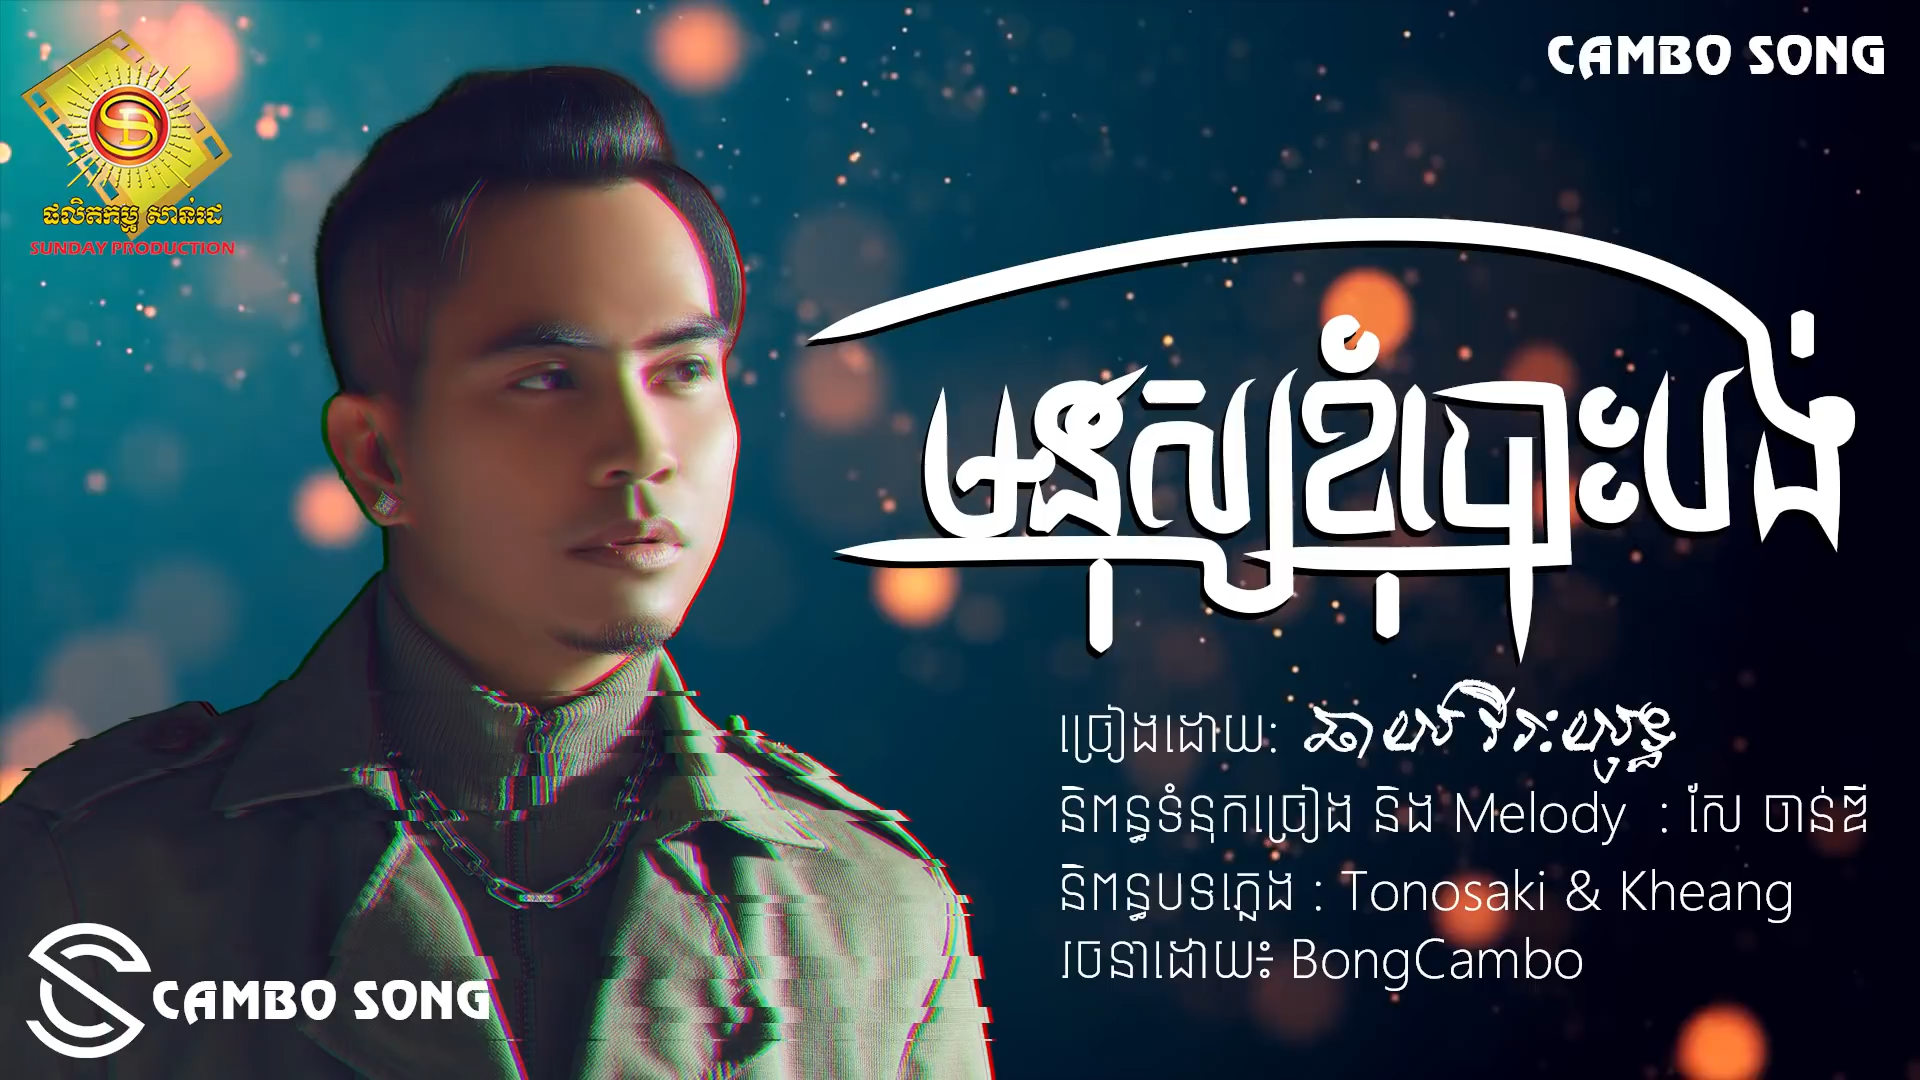 CAMBO SONG
ផលិតកម្ម សាន់ដេ
SUNDAY PRODUCTION
មនុស្សខំប្រោះបង់
ច្រៀងដោយ: ឆាយ វីរៈយុទ្ធ
និពន្ធទំនុកច្រៀង និង Melody : សែ ចាន់ឌី
និពន្ធបទភ្លេង : Tonosaki & Kheang
រចនាដោយ៖ BongCambo
CAMBO SONG